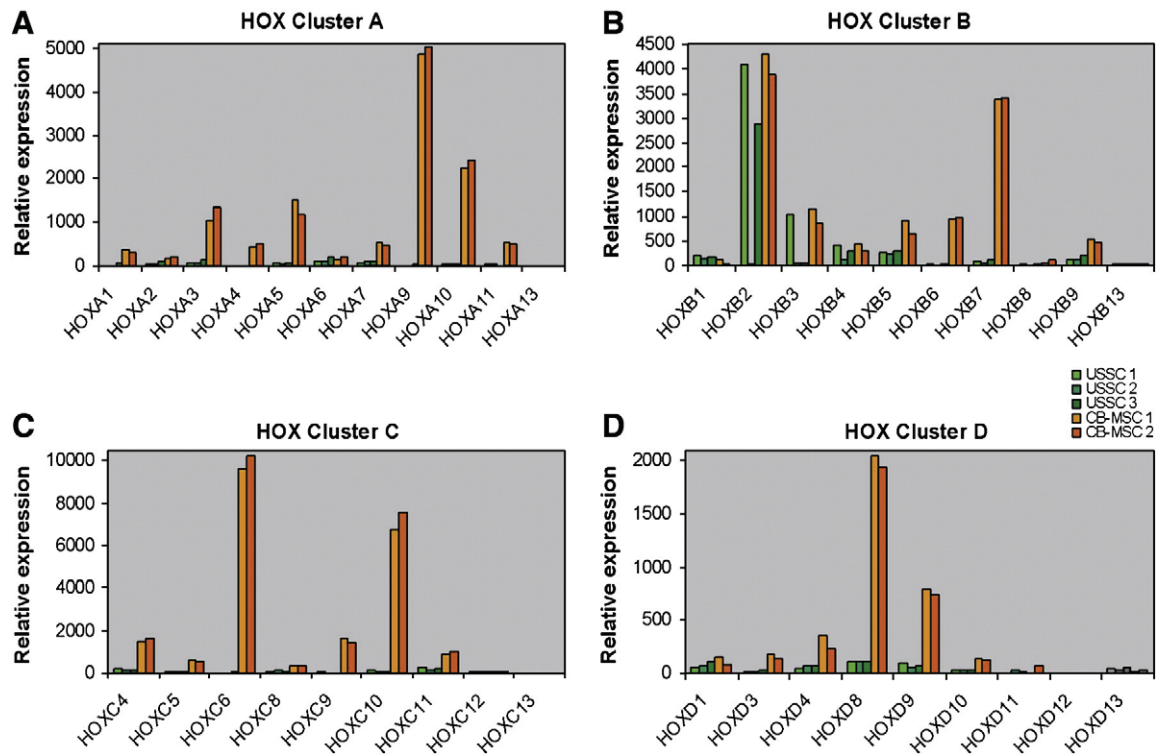 A
HOX Cluster A
Relative expression
5000
4000
3000
2000
1000
0
HOXA1
HOXA2
HOXA3
HOXA4
HOXA5
HOXA6
HOXA7
HOXA9
HOXA10
HOXA11
HOXA13
B
HOX Cluster B
Relative expression
4500
4000
3500
3000
2500
2000
1500
1000
500
0
HOXB1
HOXB2
HOXB3
HOXB4
HOXB5
HOXB6
HOXB7
HOXB8
HOXB9
HOXB13
USSC 1
USSC 2
USSC 3
CB-MSC 1
CB-MSC 2
C
HOX Cluster C
Relative expression
10000
8000
6000
4000
2000
0
HOXC4
HOXC5
HOXC6
HOXC8
HOXC9
HOXC10
HOXC11
HOXC12
HOXC13
D
HOX Cluster D
Relative expression
2000
1500
1000
500
0
HOXD1
HOXD3
HOXD4
HOXD8
HOXD9
HOXD10
HOXD11
HOXD12
HOXD13